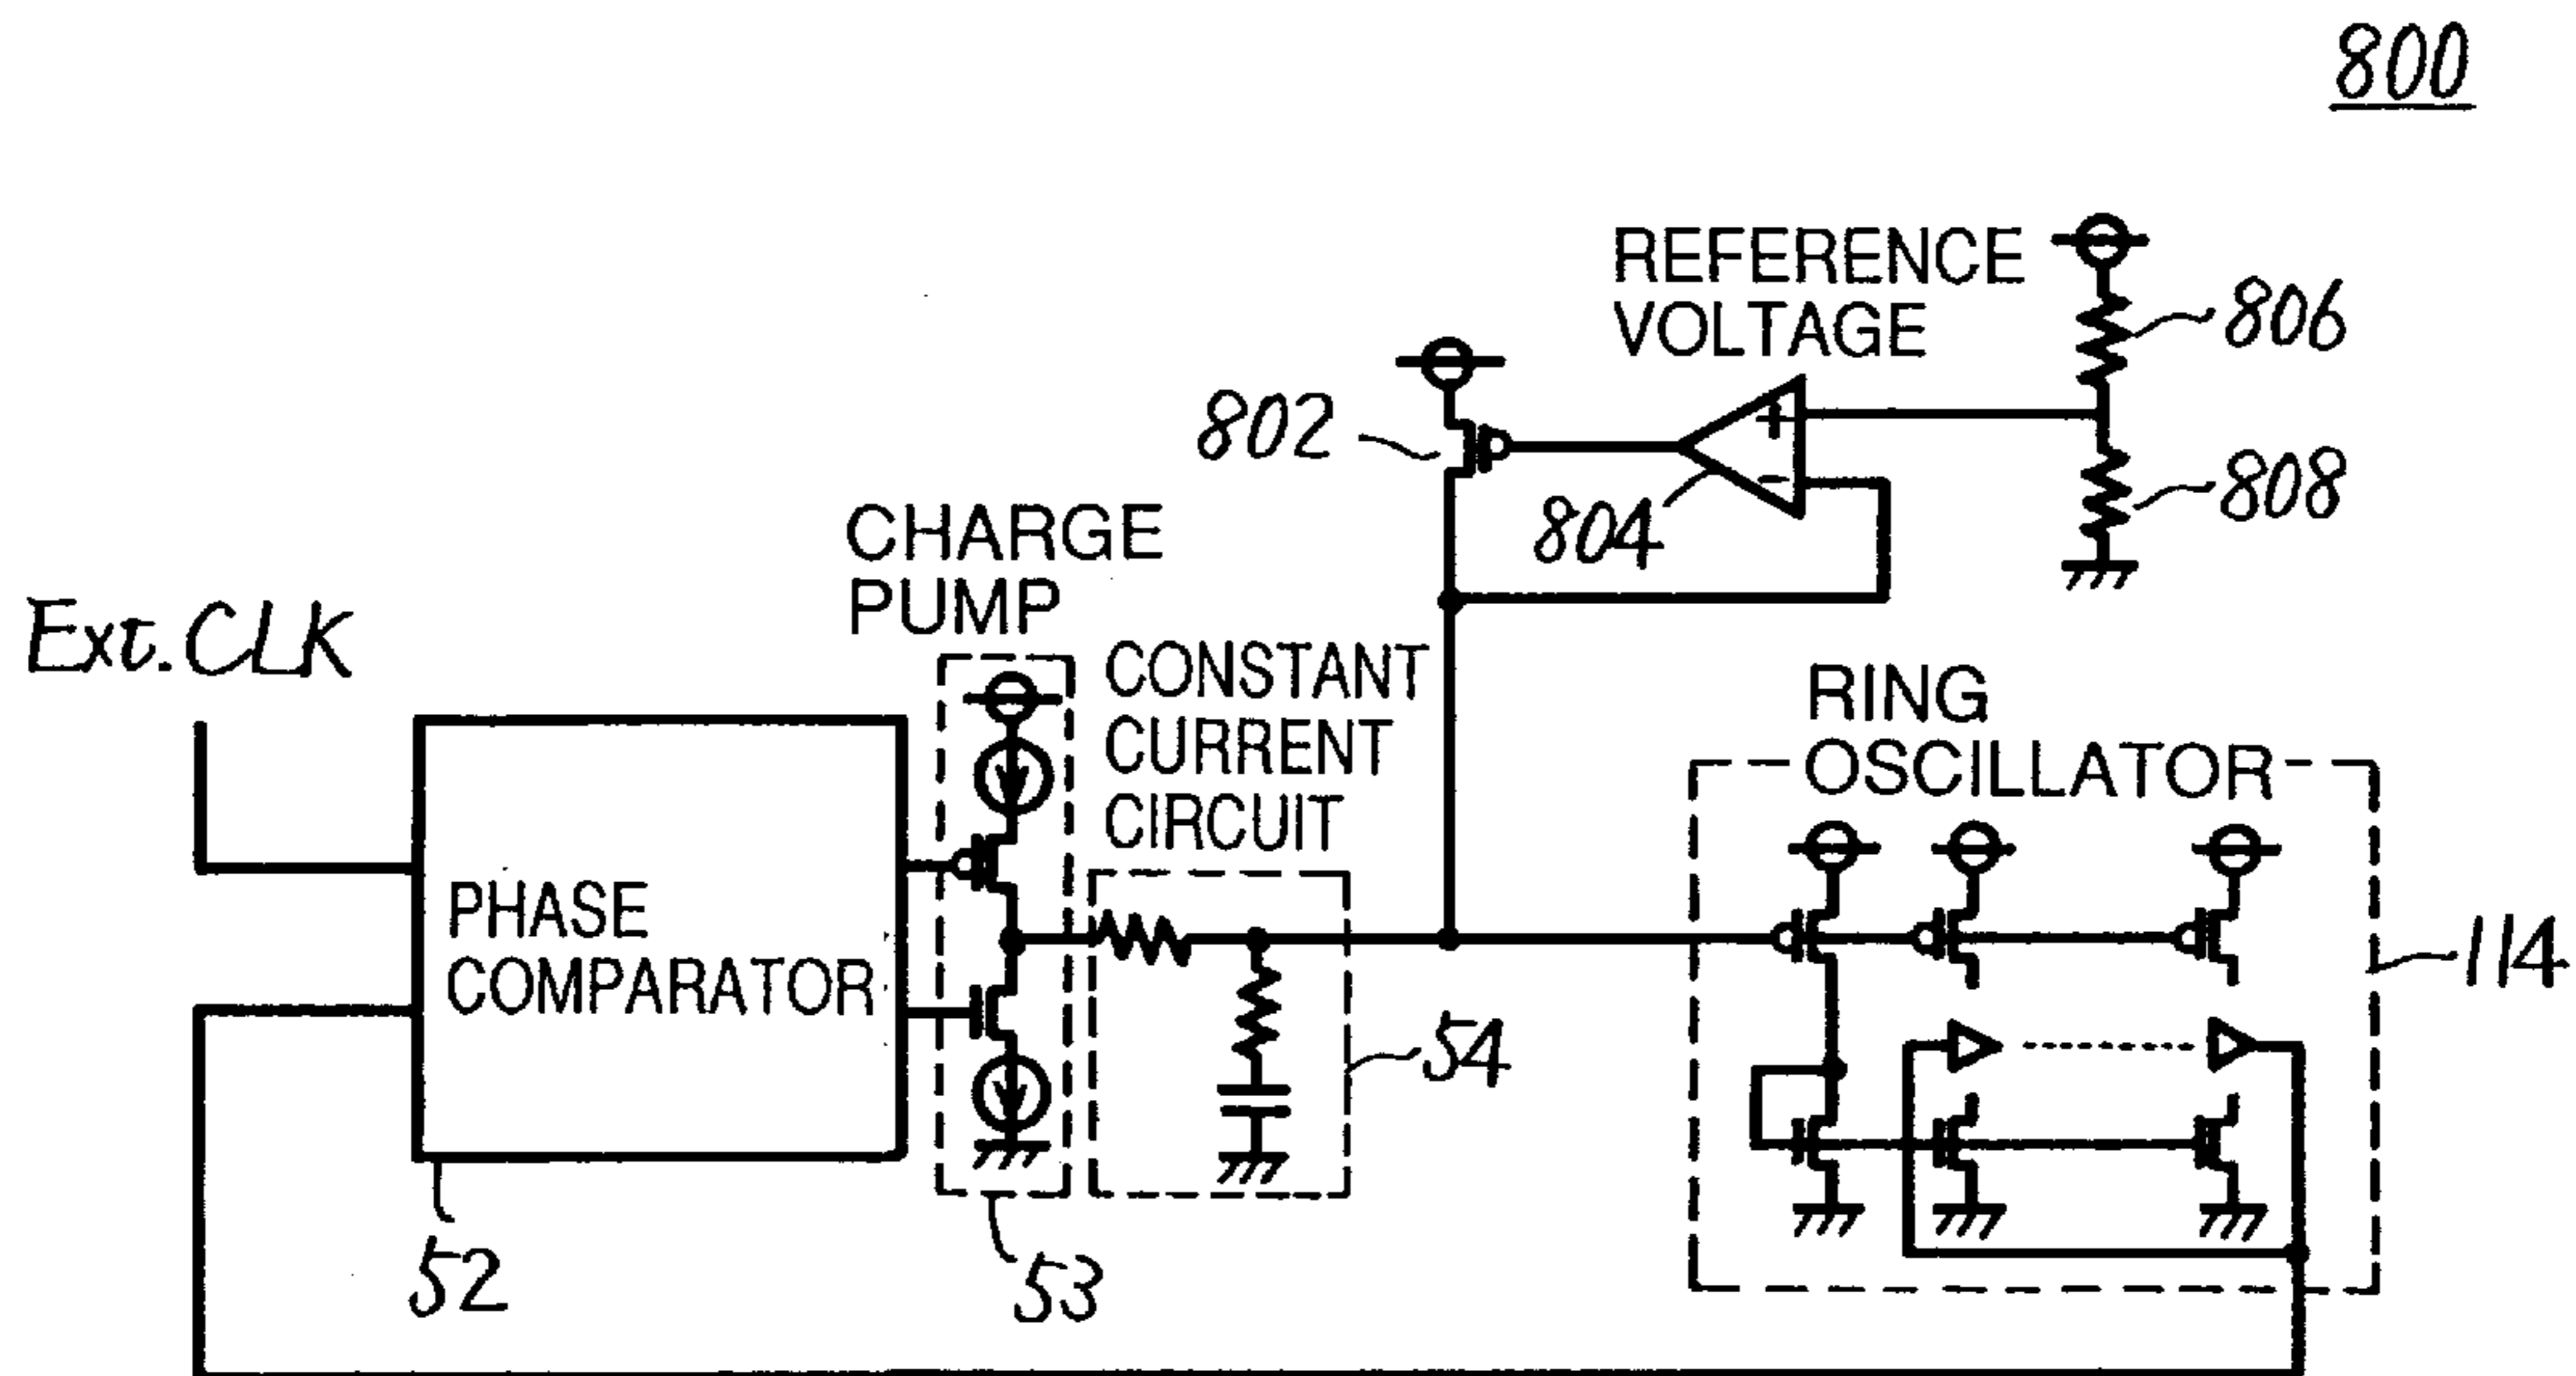 800
REFERENCE
VOLTAGE
806
802
+
-
804
808
CHARGE
PUMP
Ext.CLK
CONSTANT
CURRENT
CIRCUIT
RING
OSCILLATOR
PHASE
COMPARATOR
114
54
52
53